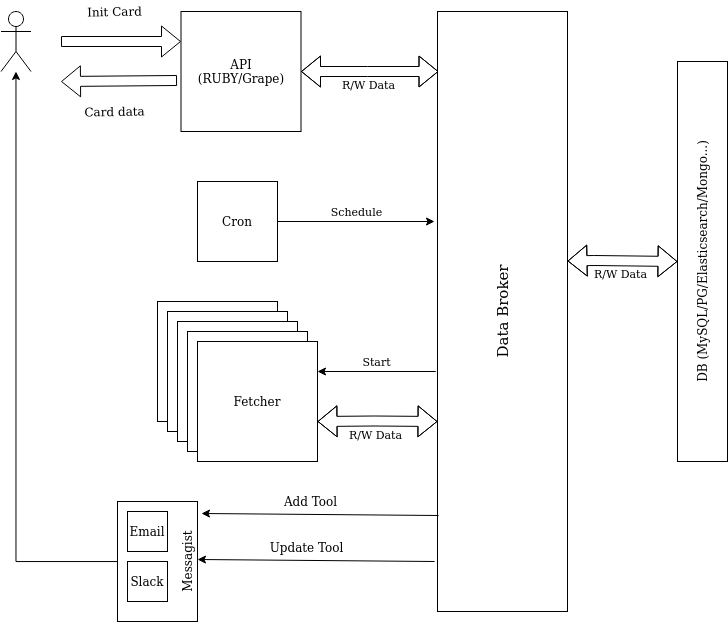 Init Card
Card data
API
(RUBY/Grape)
R/W Data
Cron
Schedule
Data Broker
R/W Data
DB (MySQL/PG/Elasticsearch/Mongo...)
Start
Fetcher
R/W Data
Add Tool
Email
Messagist
Update Tool
Slack